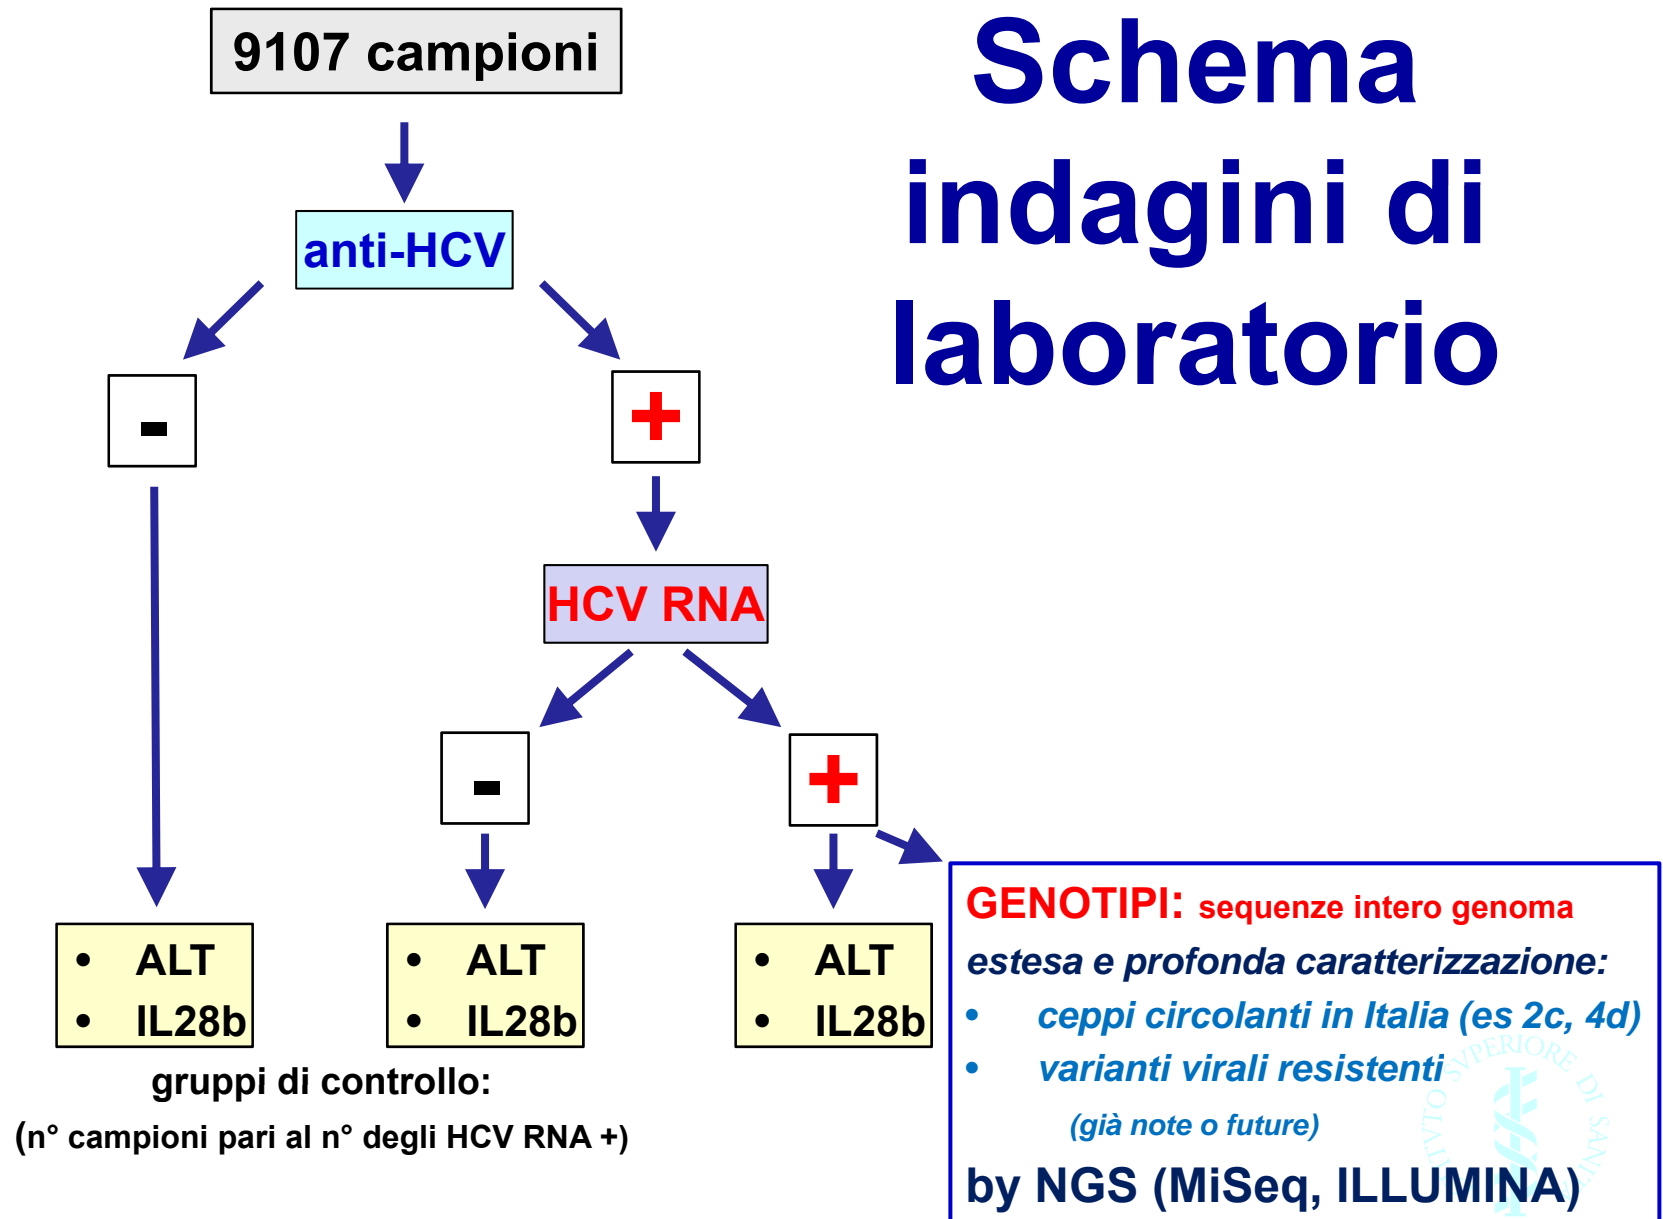 Schema
indagini di
laboratorio
9107 campioni
anti-HCV
-
+
HCV RNA
-
+
• ALT
• IL28b
• ALT
• IL28b
• ALT
• IL28b
gruppi di controllo:
(n° campioni pari al n° degli HCV RNA +)
GENOTIPI: sequenze intero genoma
estesa e profonda caratterizzazione:
• ceppi circolanti in Italia (es 2c, 4d)
• varianti virali resistenti
(già note o future)
by NGS (MiSeq, ILLUMINA)
SVPERIORE DI